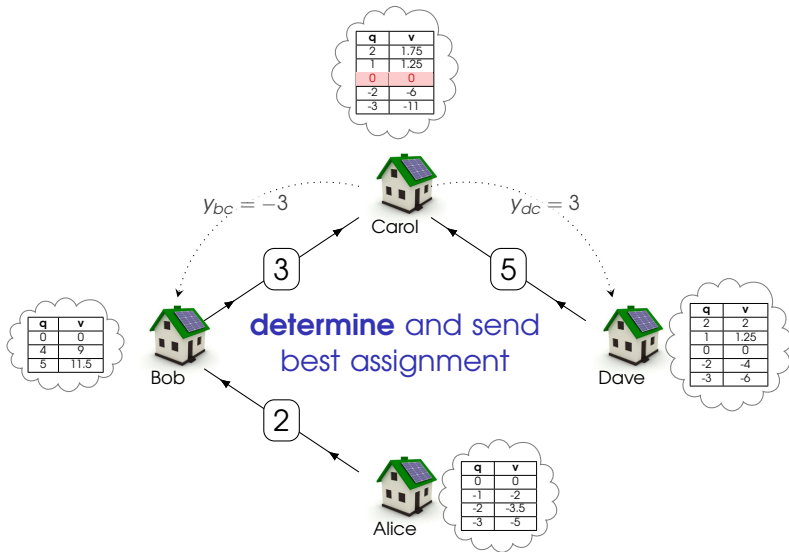 q v
2 1.75
1 1.25
0 0
-2 -6
-3 -11
Carol
y_bc = −3
y_dc = 3
3
5
q v
0 0
4 9
5 11.5
Bob
determine and send
best assignment
q v
2 2
1 1.25
0 0
-2 -4
-3 -6
Dave
2
q v
0 0
-1 -2
-2 -3.5
-3 -5
Alice